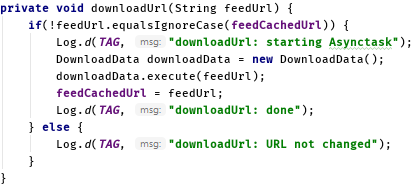 private void downloadUrl(String feedUrl) {
    if(!feedUrl.equalsIgnoreCase(feedCachedUrl)) {
        Log.d(TAG, msg: "downloadUrl: starting Asynctask");
        DownloadData downloadData = new DownloadData();
        downloadData.execute(feedUrl);
        feedCachedUrl = feedUrl;
        Log.d(TAG, msg: "downloadUrl: done");
    } else {
        Log.d(TAG, msg: "downloadUrl: URL not changed");
    }
}